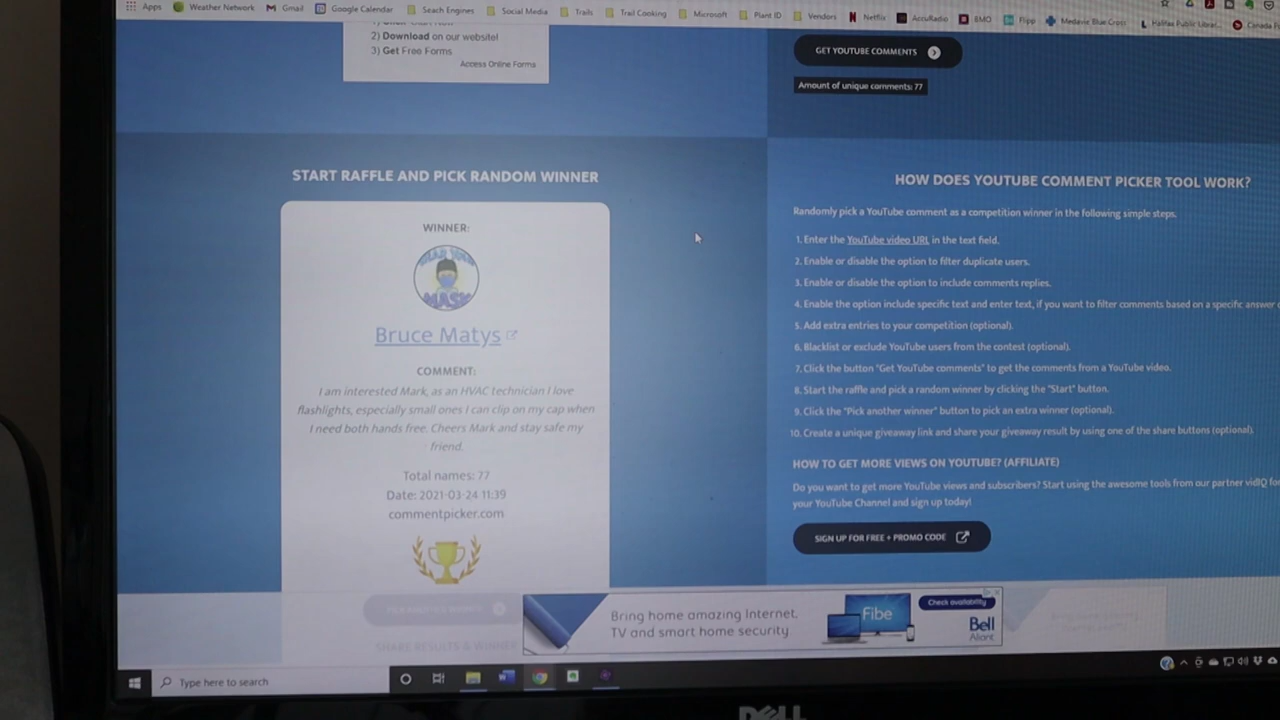 Apps Weather Network Gmail Google Calendar Seach Engines Social Media Trails Trail Cooking Microsoft Plant ID Vendors Netflix AccuRadio BMO Flipp Medavie Blue Cross Halifax Public Librar... Canada
2) Download on our website!
3) Get Free Forms
Access Online Forms
GET YOUTUBE COMMENTS
Amount of unique comments: 77
START RAFFLE AND PICK RANDOM WINNER
WINNER:
WEAR YOUR
MASK
Bruce Matys
COMMENT:
I am interested Mark, as an HVAC technician I love
flashlights, especially small ones I can clip on my cap when
I need both hands free. Cheers Mark and stay safe my
friend.
Total names: 77
Date: 2021-03-24 11:39
commentpicker.com
SHARE RESULTS & WINNER
HOW DOES YOUTUBE COMMENT PICKER TOOL WORK?
Randomly pick a YouTube comment as a competition winner in the following simple steps.
1. Enter the YouTube video URL in the text field.
2. Enable or disable the option to filter duplicate users.
3. Enable or disable the option to include comments replies.
4. Enable the option include specific text and enter text, if you want to filter comments based on a specific answer
5. Add extra entries to your competition (optional).
6. Blacklist or exclude YouTube users from the contest (optional).
7. Click the button "Get YouTube comments" to get the comments from a YouTube video.
8. Start the raffle and pick a random winner by clicking the "Start" button.
9. Click the "Pick another winner" button to pick an extra winner (optional).
10. Create a unique giveaway link and share your giveaway result by using one of the share buttons (optional).
HOW TO GET MORE VIEWS ON YOUTUBE? (AFFILIATE)
Do you want to get more YouTube views and subscribers? Start using the awesome tools from our partner vidIQ
your YouTube Channel and sign up today!
SIGN UP FOR FREE + PROMO CODE
Bring home amazing Internet,
TV and smart home security.
Fibe
Check availability
Bell
Aliant
Type here to search
DELL